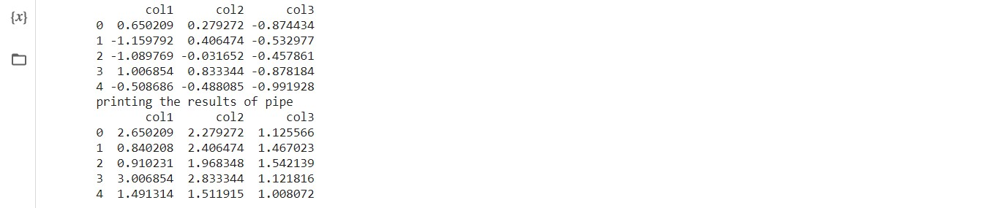 {x}
col1 col2 col3
0 0.650209 0.279272 -0.874434
1 -1.159792 0.406474 -0.532977
2 -1.089769 -0.031652 -0.457861
3 1.006854 0.833344 -0.878184
4 -0.508686 -0.488085 -0.991928
printing the results of pipe
col1 col2 col3
0 2.650209 2.279272 1.125566
1 0.840208 2.406474 1.467023
2 0.910231 1.968348 1.542139
3 3.006854 2.833344 1.121816
4 1.491314 1.511915 1.008072